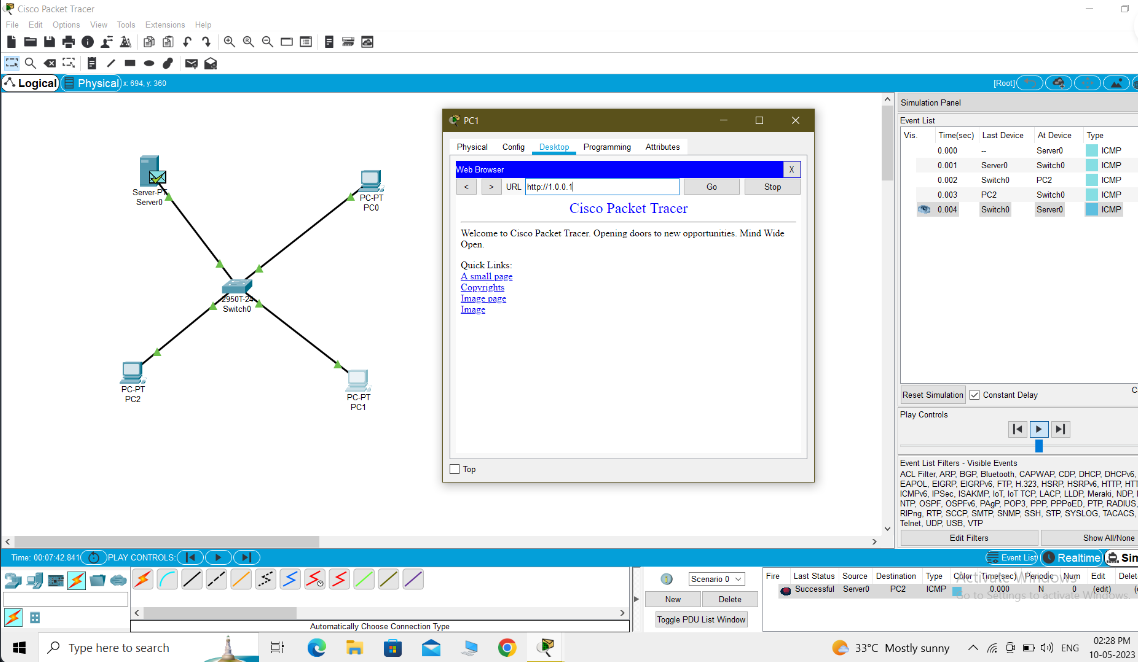 Cisco Packet Tracer
File Edit Options View Tools Extensions Help
Logical Physical x: 694, y: 360 [Root]
Server-PT
Server0
PC-PT
PC0
2950T-24
Switch0
PC-PT
PC2
PC-PT
PC1
PC1
Physical Config Desktop Programming Attributes
Web Browser X
< > URL http://1.0.0.1 Go Stop
Cisco Packet Tracer
Welcome to Cisco Packet Tracer. Opening doors to new opportunities. Mind Wide
Open.
Quick Links:
A small page
Copyrights
Image page
Image
Top
Simulation Panel
Event List
Vis. Time(sec) Last Device At Device Type
0.000 -- Server0 ICMP
0.001 Server0 Switch0 ICMP
0.002 Switch0 PC2 ICMP
0.003 PC2 Switch0 ICMP
0.004 Switch0 Server0 ICMP
Reset Simulation Constant Delay C
Play Controls
Event List Filters - Visible Events
ACL Filter, ARP, BGP, Bluetooth, CAPWAP, CDP, DHCP, DHCPv6,
EAPOL, EIGRP, EIGRPv6, FTP, H.323, HSRP, HSRPv6, HTTP, HTT
ICMPv6, IPSec, ISAKMP, IoT, IoT TCP, LACP, LLDP, Meraki, NDP,
NTP, OSPF, OSPFv6, PAgP, POP3, PPP, PPPoED, PTP, RADIUS,
RIPng, RTP, SCCP, SMTP, SNMP, SSH, STP, SYSLOG, TACACS,
Telnet, UDP, USB, VTP
Edit Filters Show All/None
Time: 00:07:42.841 PLAY CONTROLS: Event List Realtime Sim
Scenario 0
New Delete
Toggle PDU List Window
Fire Last Status Source Destination Type Color Time(sec) Periodic Num Edit Delet
Successful Server0 PC2 ICMP 0.000 N 0 (edit)
Activate Windows
Go to Settings to activate Windows.
Automatically Choose Connection Type
Type here to search 33°C Mostly sunny ENG 02:28 PM
10-05-2023